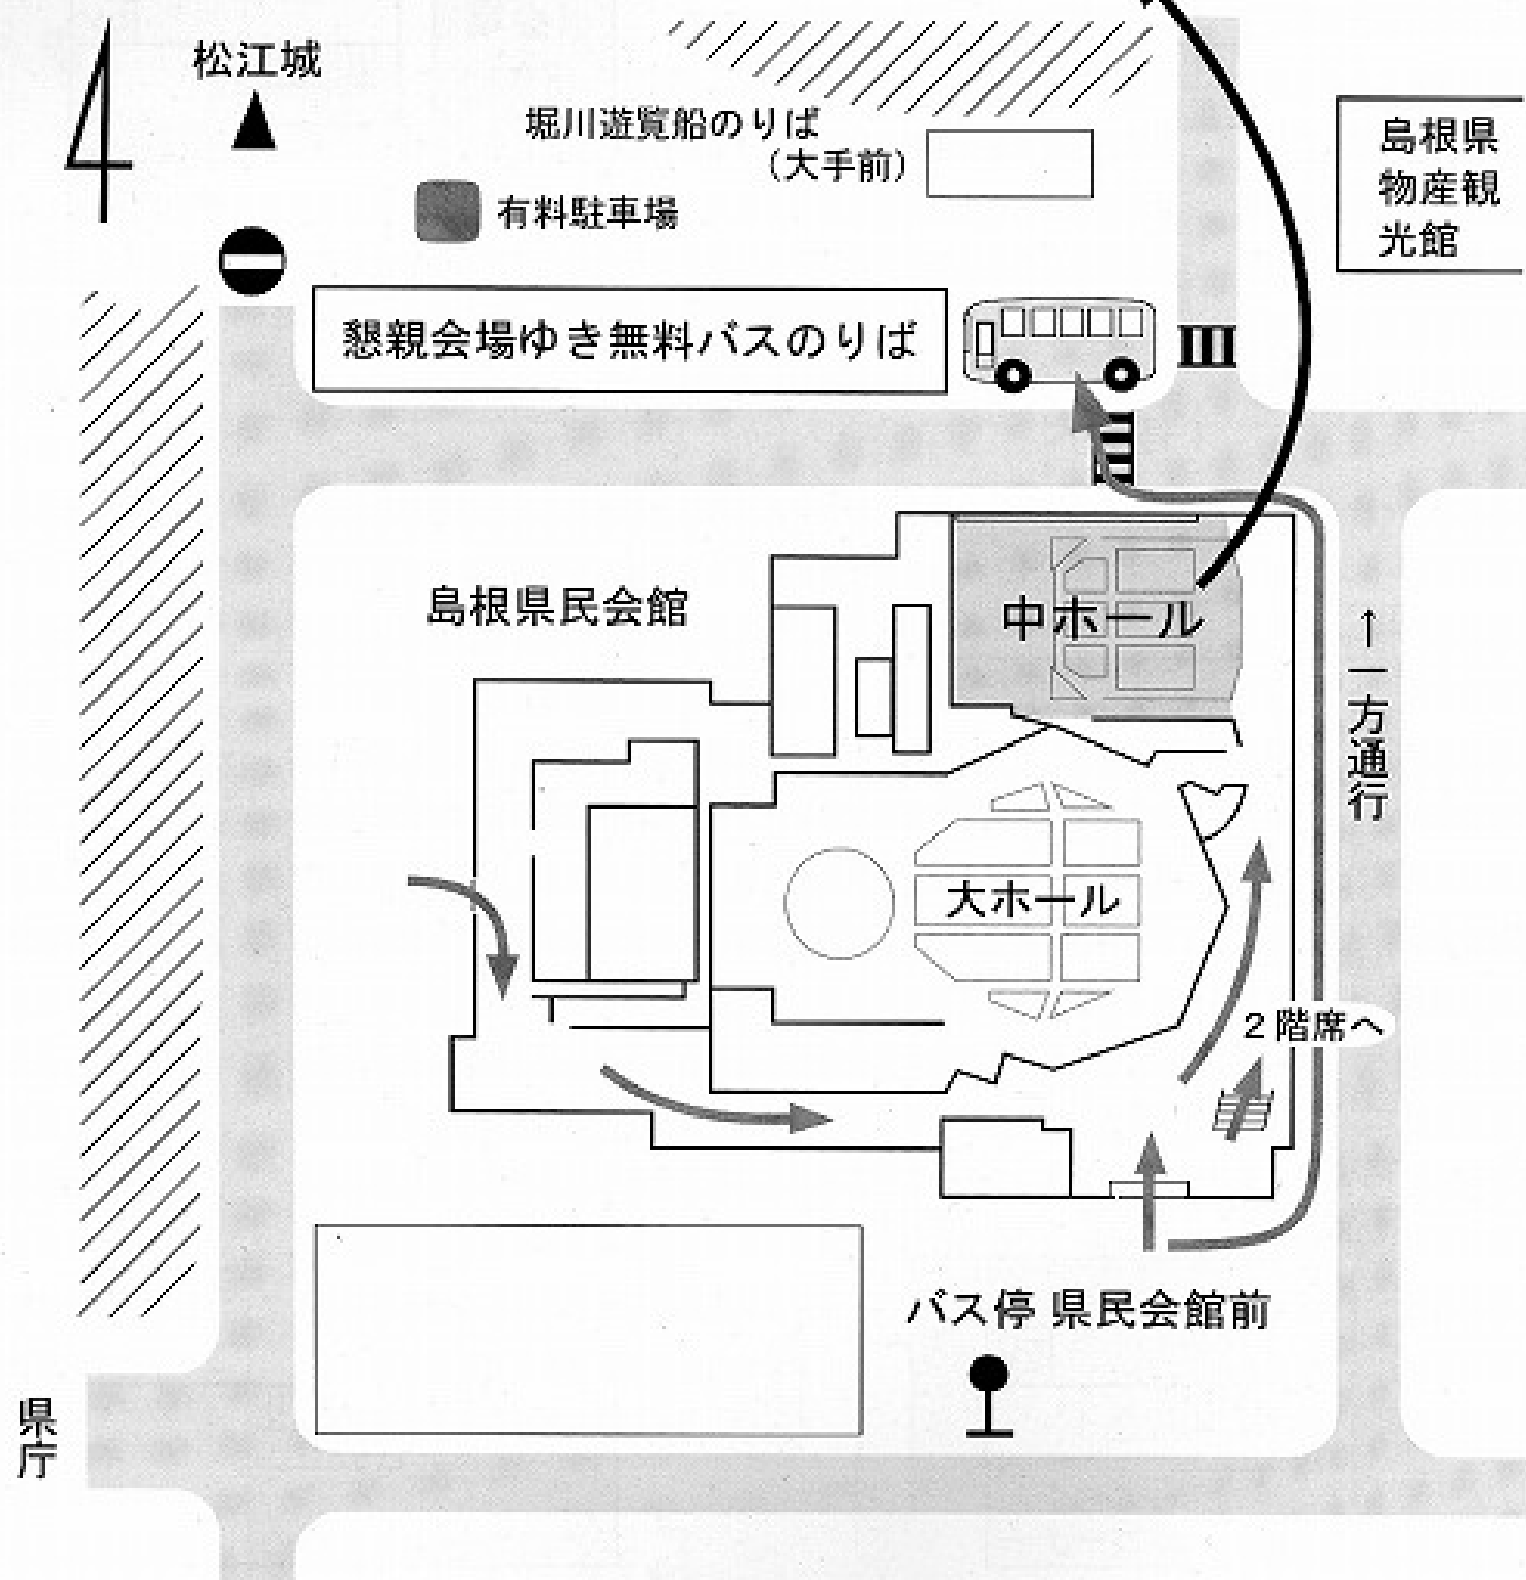 松江城
堀川遊覧船のりば
(大手前)
有料駐車場
島根県
物産観
光館
懇親会場ゆき無料バスのりば
島根県民会館
中ホール
↑一方通行
大ホール
2階席へ
バス停 県民会館前
県庁